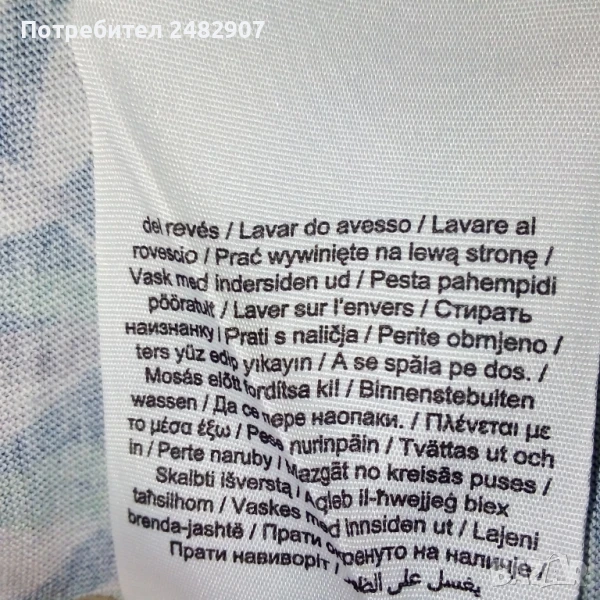 Потребител 2482907
del revés / Lavar do avesso / Lavare al
rovescio / Prać wywinięte na lewą stronę /
Vask med indersiden ud / Pesta pahempidi
pööratult / Laver sur l'envers / Стирать
наизнанку / Prati s naličja / Perite obrnjeno /
ters yüz edip yıkayın / A se spăla pe dos. /
Mosás előtt fordítsa ki! / Binnenstebuiten
wassen / Да се пере наопаки. / Πλένεται με
το μέσα έξω / Pese nurinpäin / Tvättas ut och
in / Perte naruby / Mazgāt no kreisās puses /
Skalbti išverstą / Aqleb il-ħwejjeġ biex
taħsilhom / Vaskes med innsiden ut / Lajeni
brenda-jashtë / Прати окренуто на наличје
Прати навиворіт / يغسل على الظهر